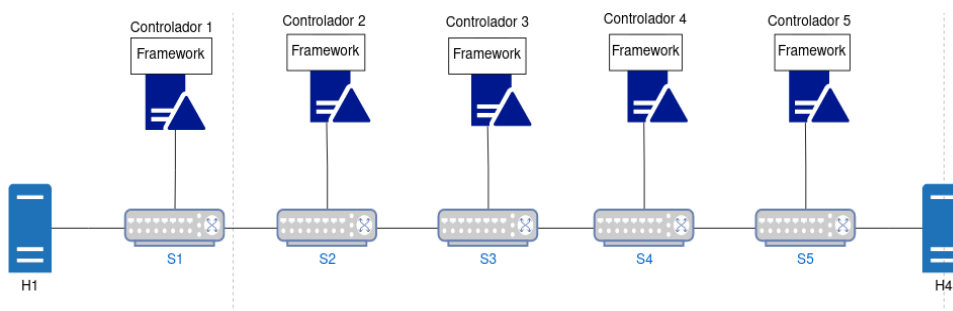 Controlador 1
Controlador 2
Controlador 3
Controlador 4
Controlador 5
Framework
Framework
Framework
Framework
Framework
S1
S2
S3
S4
S5
H1
H4